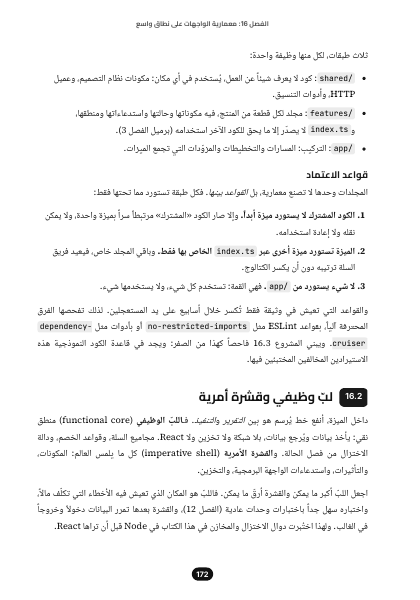 الفصل 16: معمارية الواجهات على نطاق واسع
ثلاث طبقات، لكل منها وظيفة واحدة:
• shared/ : كود لا يعرف شيئاً عن العمل، يُستخدم في أي مكان: مكونات نظام التصميم، وعميل
HTTP، وأدوات التنسيق.
• features/ : مجلد لكل قطعة من المنتج، فيه مكوناتها وحالتها واستدعاءاتها ومنطقها،
و index.ts لا يصدّر إلا ما يحق للكود الآخر استخدامه (برميل الفصل 3).
• app/ : التركيب: المسارات والتخطيطات والمزوّدات التي تجمع الميزات.
قواعد الاعتماد
المجلدات وحدها لا تصنع معمارية، بل القواعد بينها. فكل طبقة تستورد مما تحتها فقط:
1. الكود المشترك لا يستورد ميزة أبداً، وإلا صار الكود «المشترك» مرتبطاً سراً بميزة واحدة، ولا يمكن
نقله ولا إعادة استخدامه.
2. الميزة تستورد ميزة أخرى عبر index.ts الخاص بها فقط، وباقي المجلد خاص، فيعيد فريق
السلة ترتيبه دون أن يكسر الكتالوج.
3. لا شيء يستورد من app/ ، فهي القمة: تستخدم كل شيء، ولا يستخدمها شيء.
والقواعد التي تعيش في وثيقة فقط تُكسر خلال أسابيع على يد المستعجلين. لذلك تفحصها الفرق
المحترفة آلياً، بقواعد ESLint مثل no-restricted-imports أو بأدوات مثل dependency-
cruiser. ويبني المشروع 16.3 فاحصاً كهذا من الصفر: ويجد في قاعدة الكود النموذجية هذه
الاستيرادين المخالفين المختبئين فيها.
16.2 لبّ وظيفي وقشرة أمرية
داخل الميزة، أنفع خط يُرسم هو بين التقرير والتنفيذ. فاللبّ الوظيفي (functional core) منطق
نقي: يأخذ بيانات ويُرجع بيانات، بلا شبكة ولا تخزين ولا React. مجاميع السلة، وقواعد الخصم، ودالة
الاختزال من فصل الحالة. والقشرة الأمرية (imperative shell) كل ما يلمس العالم: المكونات،
والتأثيرات، واستدعاءات الواجهة البرمجية، والتخزين.
اجعل اللبّ أكبر ما يمكن والقشرة أرقّ ما يمكن. فاللبّ هو المكان الذي تعيش فيه الأخطاء التي تكلّف مالاً،
واختباره سهل جداً باختبارات وحدات عادية (الفصل 12)، والقشرة بعدها تمرر البيانات دخولاً وخروجاً
في الغالب. ولهذا اختُبرت دوال الاختزال والمخازن في هذا الكتاب في Node قبل أن تراها React.
172